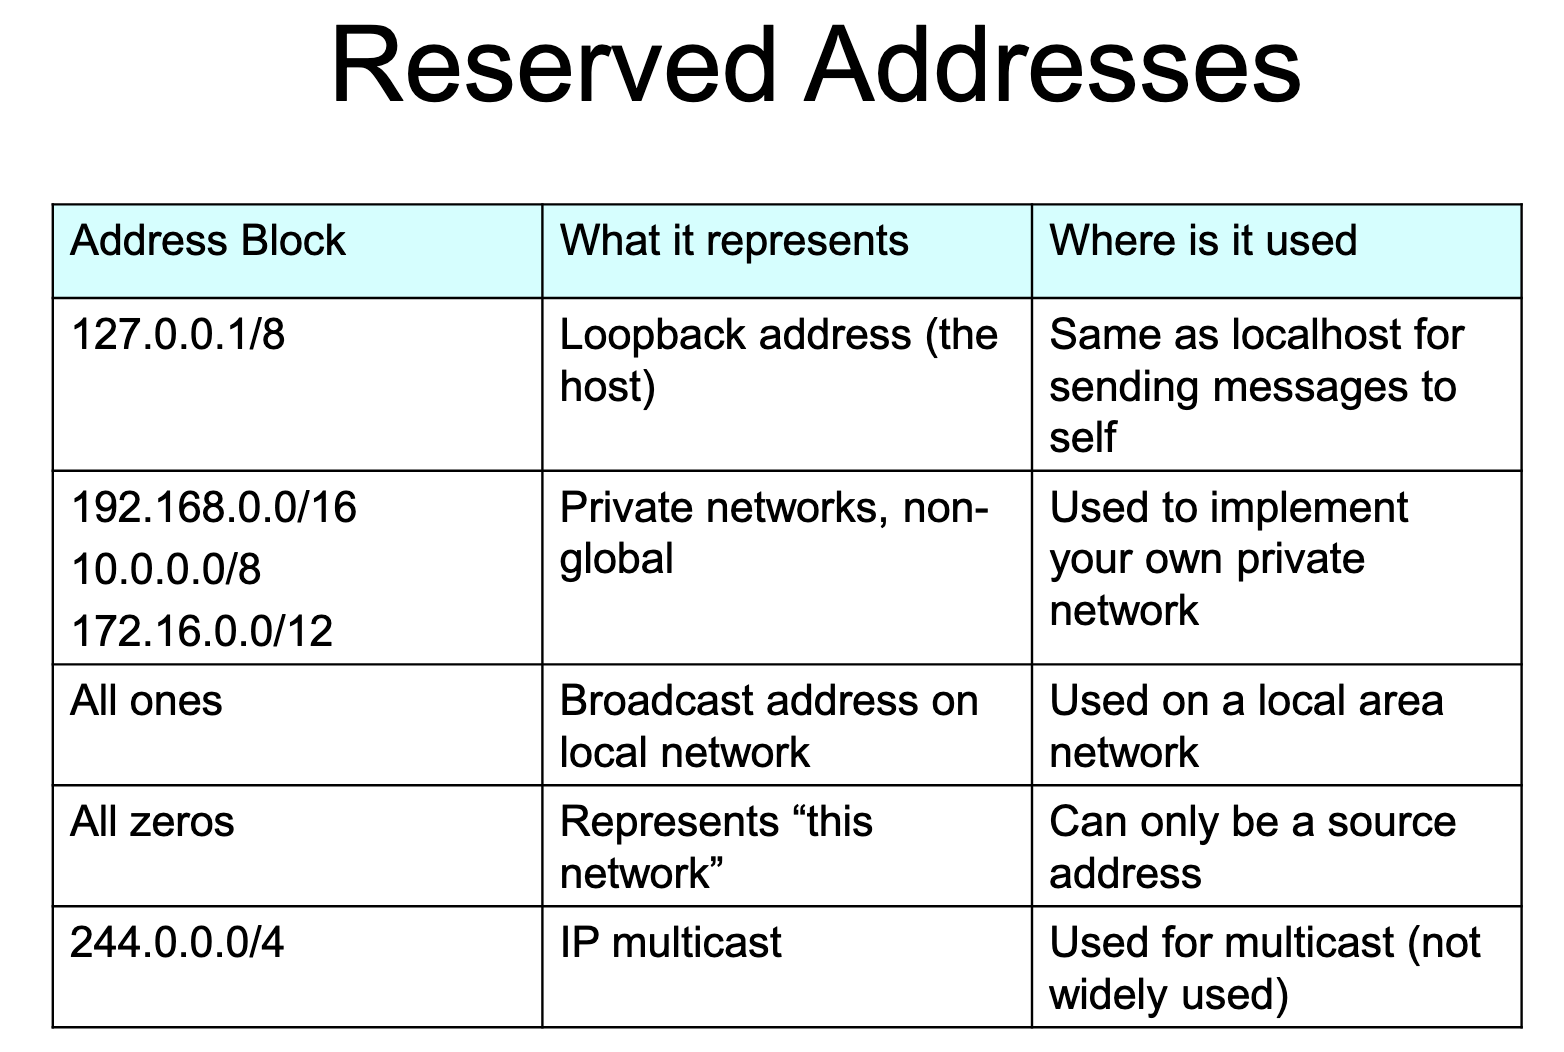 Reserved Addresses
Address Block
What it represents
Where is it used
127.0.0.1/8
Loopback address (the
host)
Same as localhost for
sending messages to
self
192.168.0.0/16
10.0.0.0/8
172.16.0.0/12
Private networks, non-
global
Used to implement
your own private
network
All ones
Broadcast address on
local network
Used on a local area
network
All zeros
Represents “this
network”
Can only be a source
address
244.0.0.0/4
IP multicast
Used for multicast (not
widely used)